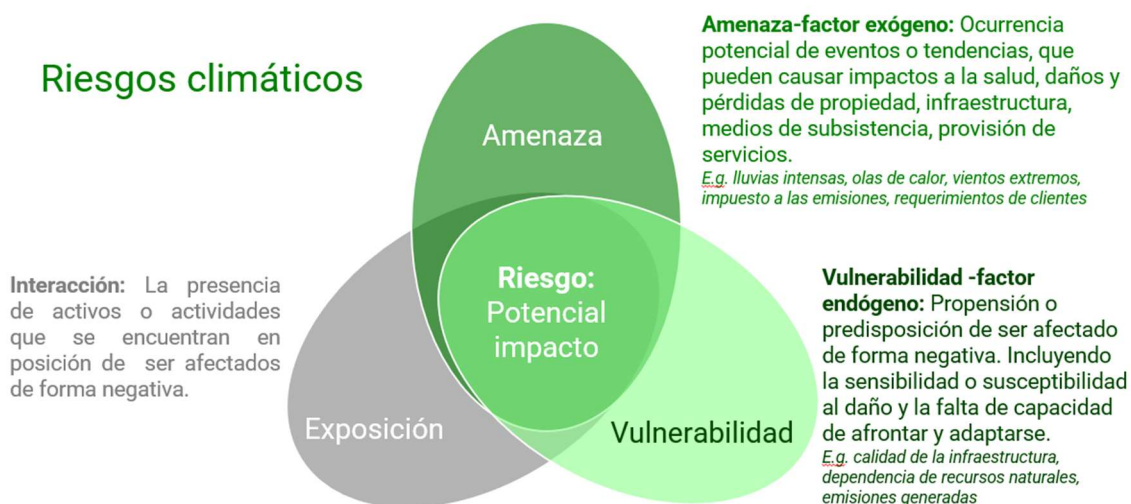 Riesgos climáticos
Amenaza-factor exógeno: Ocurrencia
potencial de eventos o tendencias, que
pueden causar impactos a la salud, daños y
pérdidas de propiedad, infraestructura,
medios de subsistencia, provisión de
servicios.
E.g. lluvias intensas, olas de calor, vientos extremos,
impuesto a las emisiones, requerimientos de clientes
Amenaza
Interacción: La presencia
de activos o actividades
que se encuentran en
posición de ser afectados
de forma negativa.
Riesgo:
Potencial
impacto
Vulnerabilidad -factor
endógeno: Propensión o
predisposición de ser afectado
de forma negativa. Incluyendo
la sensibilidad o susceptibilidad
al daño y la falta de capacidad
de afrontar y adaptarse.
E.g. calidad de la infraestructura,
dependencia de recursos naturales,
emisiones generadas
Exposición
Vulnerabilidad